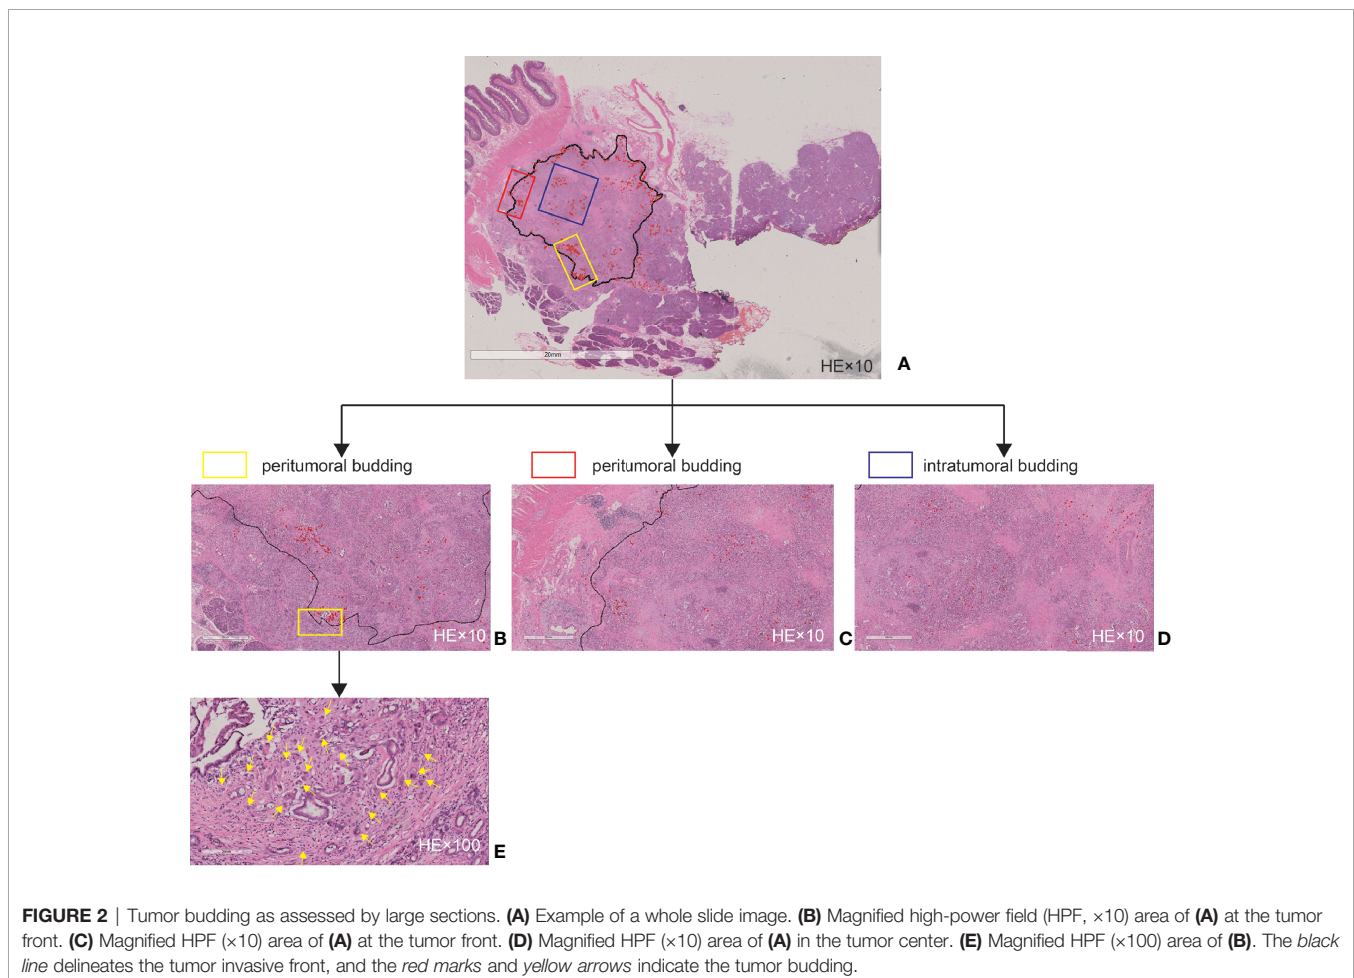 20mm
HE×10
A
peritumoral budding
peritumoral budding
intratumoral budding
HE×10
B
HE×10
C
HE×10
D
HE×100
E
FIGURE 2 | Tumor budding as assessed by large sections. (A) Example of a whole slide image. (B) Magnified high-power field (HPF, ×10) area of (A) at the tumor
front. (C) Magnified HPF (×10) area of (A) at the tumor front. (D) Magnified HPF (×10) area of (A) in the tumor center. (E) Magnified HPF (×100) area of (B). The black
line delineates the tumor invasive front, and the red marks and yellow arrows indicate the tumor budding.